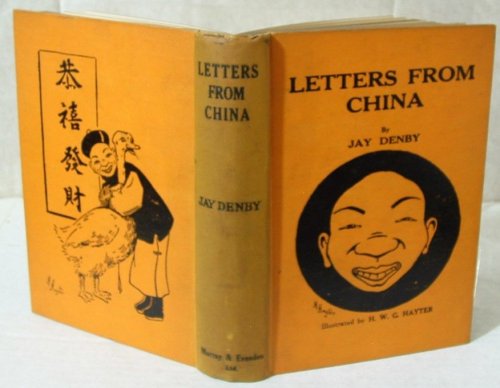 恭
禧
發
財
LETTERS
FROM
CHINA
JAY DENBY
Murray & Evenden
Ltd.
LETTERS FROM
CHINA
By
JAY DENBY
Illustrated by H. W. G. HAYTER